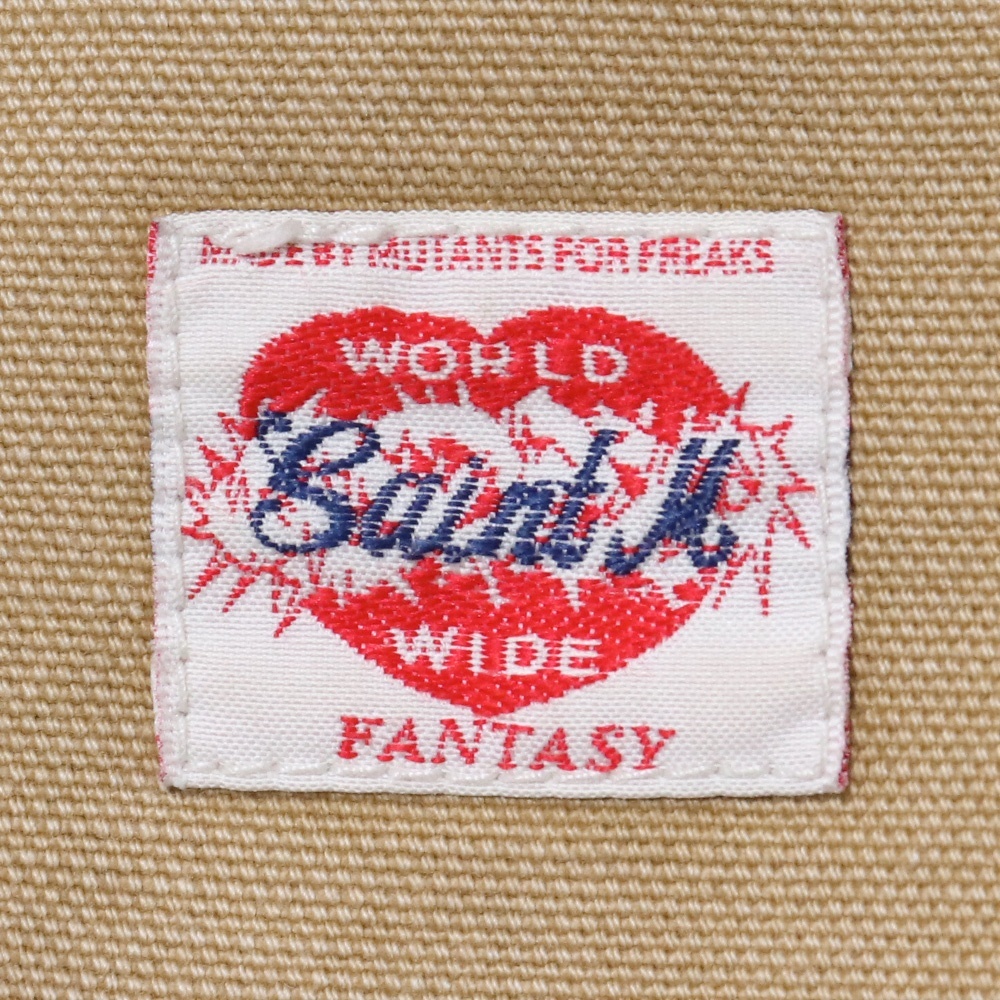 MADE BY MUTANTS FOR FREAKS
WORLD
Saint M
WIDE
FANTASY